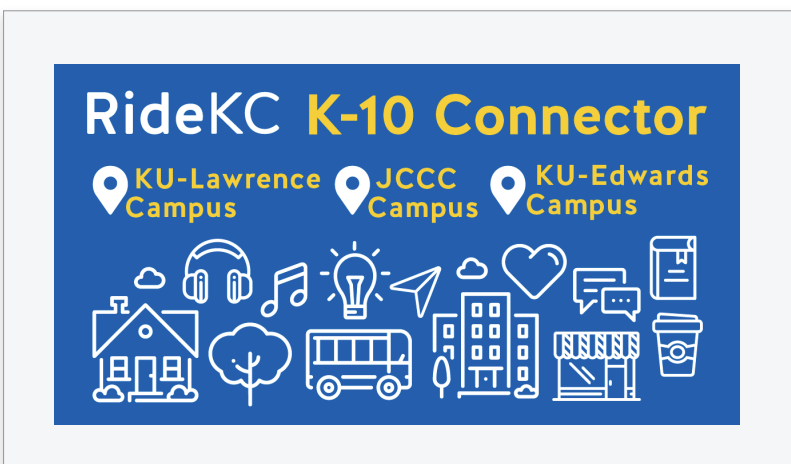 RideKC K-10 Connector
KU-Lawrence Campus
JCCC Campus
KU-Edwards Campus